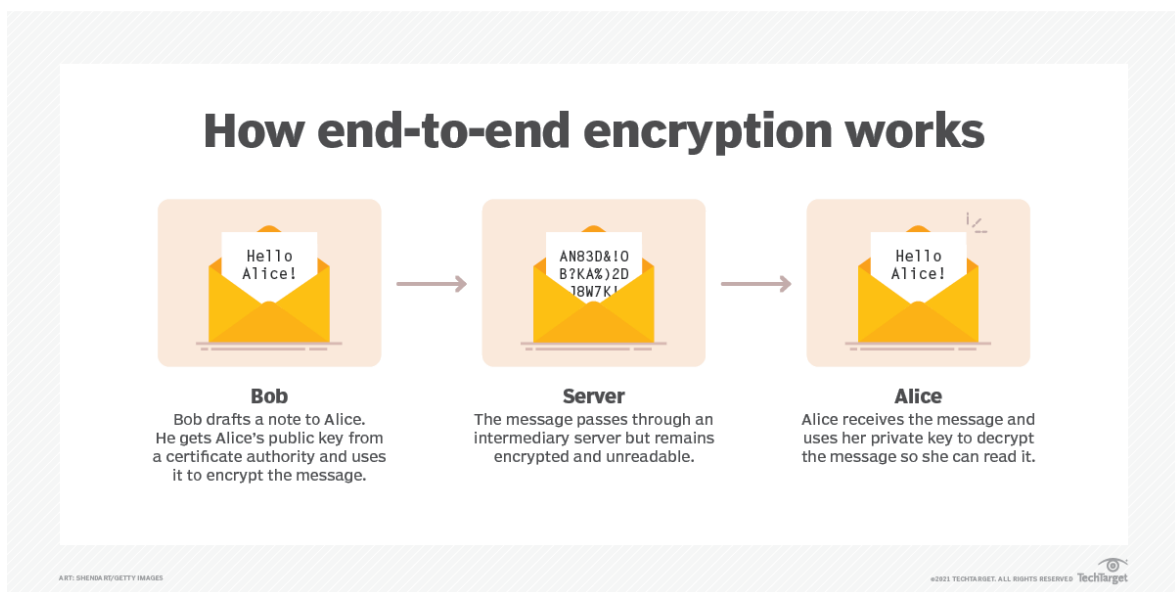 How end-to-end encryption works
Hello
Alice!
AN83D&!O
B?KA%)2D
J8W7K!
Hello
Alice!
Bob
Bob drafts a note to Alice.
He gets Alice's public key from
a certificate authority and uses
it to encrypt the message.
Server
The message passes through an
intermediary server but remains
encrypted and unreadable.
Alice
Alice receives the message and
uses her private key to decrypt
the message so she can read it.
ART: SHENDART/GETTY IMAGES
©2021 TECHTARGET. ALL RIGHTS RESERVED TechTarget